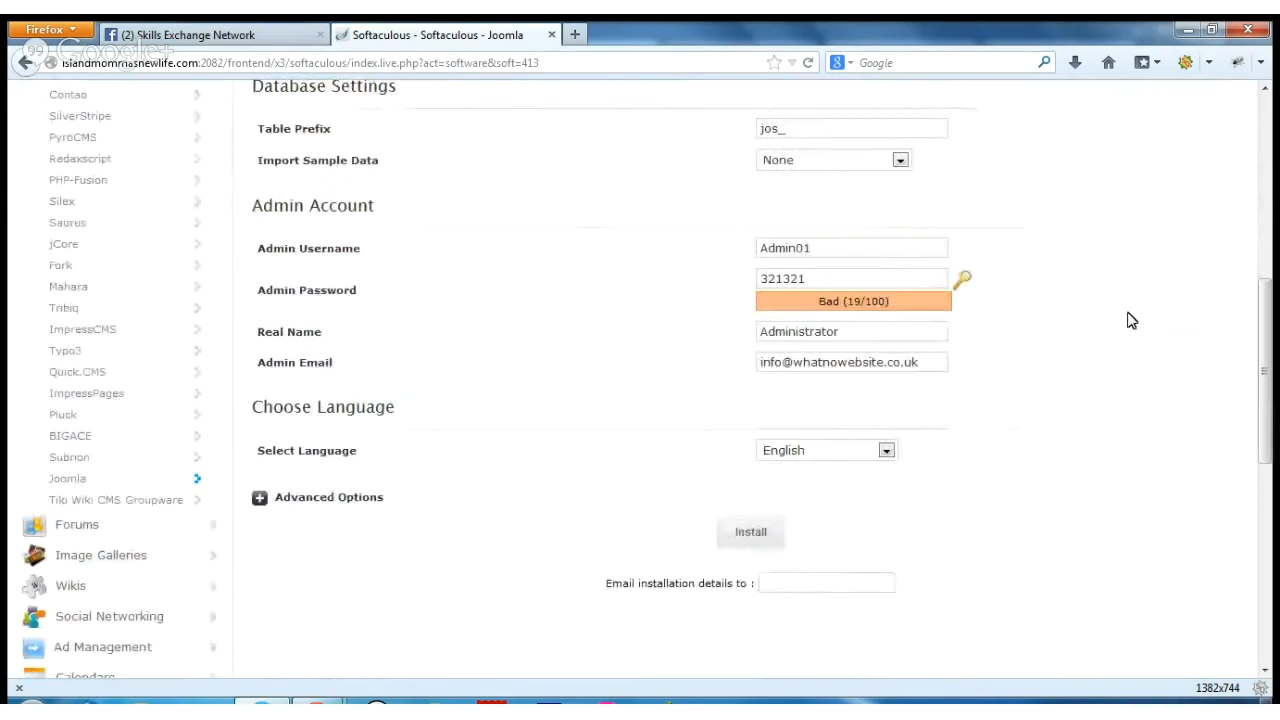 Firefox
(2) Skills Exchange Network
Softaculous - Softaculous - Joomla
99 Google+
islandmommasnewlife.com:2082/frontend/x3/softaculous/index.live.php?act=software&soft=413
Google
Contao
SilverStripe
PyroCMS
Redaxscript
PHP-Fusion
Silex
Saurus
jCore
Fork
Mahara
Tribiq
ImpressCMS
Typo3
Quick.CMS
ImpressPages
Pluck
BIGACE
Subrion
Joomla
Tiki Wiki CMS Groupware
Forums
Image Galleries
Wikis
Social Networking
Ad Management
Calendars
Database Settings
Table Prefix
jos_
Import Sample Data
None
Admin Account
Admin Username
Admin01
Admin Password
321321
Bad (19/100)
Real Name
Administrator
Admin Email
info@whatnowebsite.co.uk
Choose Language
Select Language
English
Advanced Options
Install
Email installation details to :
1382x744